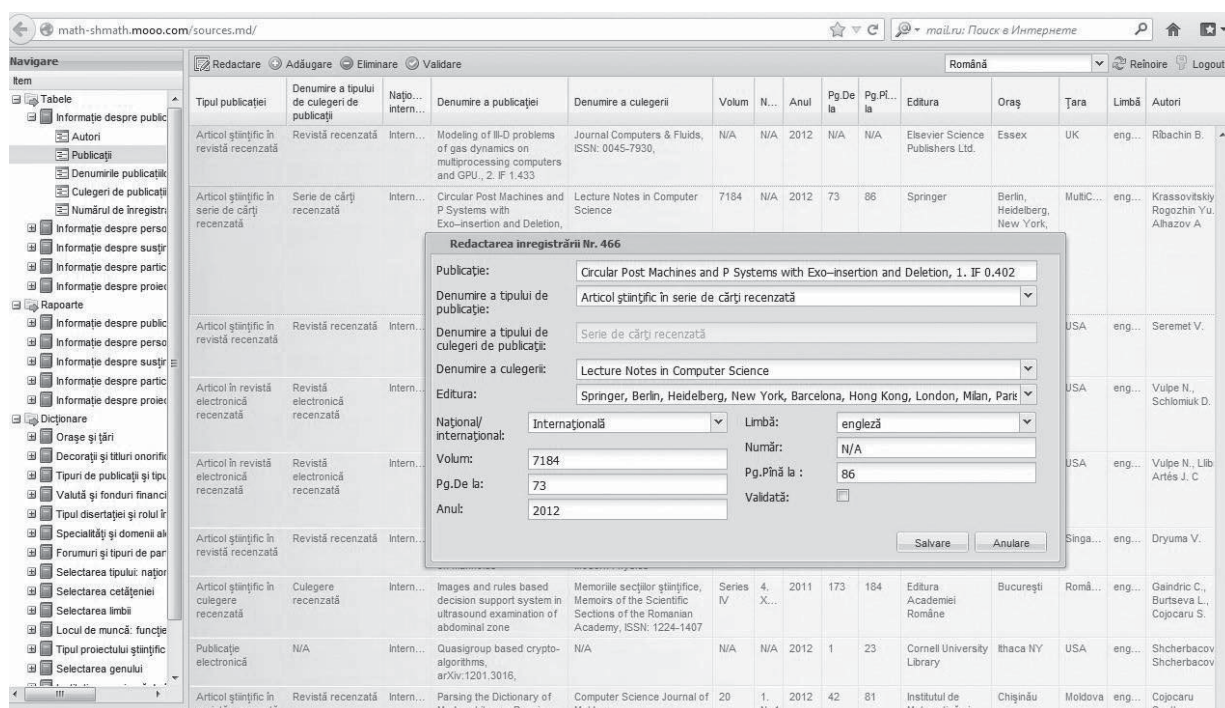 math-shmath.mooo.com/sources.md/
mail.ru: Поиск в Интернете
Navigare
Redactare Adăugare Eliminare Validare
Română
Reînoire Logout
Item
Tabele
Informație despre public
Autori
Publicații
Denumirile publicațiilo
Culegeri de publicații
Numărul de înregistra
Informație despre perso
Informație despre susțin
Informație despre partic
Informație despre proiec
Rapoarte
Informație despre public
Informație despre perso
Informație despre susțin
Informație despre partic
Informație despre proiec
Dicționare
Orașe și țări
Decorații și titluri onorific
Tipuri de publicații și tipu
Valută și fonduri financi
Tipul disertației și rolul în
Specialități și domenii ale
Forumuri și tipuri de par
Selectarea tipului: națior
Selectarea cetățeniei
Selectarea limbii
Locul de muncă: funcție
Tipul proiectului științific
Selectarea genului
Tipul publicației
Denumire a tipului
de culegeri de
publicații
Națio...
intern...
Denumire a publicației
Denumire a culegerii
Volum
N...
Anul
Pg.De
la
Pg.Pî...
la
Editura
Oraș
Țara
Limbă
Autori
Articol științific în
revistă recenzată
Revistă recenzată
Intern...
Modeling of III-D problems
of gas dynamics on
multiprocessing computers
and GPU., 2. IF 1.433
Journal Computers & Fluids,
ISSN: 0045-7930,
N/A
N/A
2012
N/A
N/A
Elsevier Science
Publishers Ltd.
Essex
UK
eng...
Rîbachin B.
Articol științific în
serie de cărți
recenzată
Serie de cărți
recenzată
Intern...
Circular Post Machines and
P Systems with
Exo–insertion and Deletion,
Lecture Notes in Computer
Science
7184
N/A
2012
73
86
Springer
Berlin,
Heidelberg,
New York,
MultiC...
eng...
Krassovitskiy
Rogozhin Yu.
Alhazov A
Redactarea inregistrării Nr. 466
Publicație:
Circular Post Machines and P Systems with Exo–insertion and Deletion, 1. IF 0.402
Denumire a tipului de
publicație:
Articol științific în serie de cărți recenzată
Denumire a tipului de
culegeri de publicații:
Serie de cărți recenzată
Denumire a culegerii:
Lecture Notes in Computer Science
Editura:
Springer, Berlin, Heidelberg, New York, Barcelona, Hong Kong, London, Milan, Paris
Național/
internațional:
Internațională
Limbă:
engleză
Număr:
N/A
Volum:
7184
Pg.Pînă la :
86
Pg.De la:
73
Validată:
Anul:
2012
Salvare
Anulare
Articol științific în
revistă recenzată
Revistă recenzată
Intern...
USA
eng...
Seremet V.
Articol în revistă
electronică
recenzată
Revistă
electronică
recenzată
Intern...
USA
eng...
Vulpe N.,
Schlomiuk D.
Articol în revistă
electronică
recenzată
Revistă
electronică
recenzată
Intern...
USA
eng...
Vulpe N., Llib
Artés J. C
Articol științific în
revistă recenzată
Revistă recenzată
Intern...
Singa...
eng...
Dryuma V.
Articol științific în
culegere
recenzată
Culegere
recenzată
Intern...
Images and rules based
decision support system in
ultrasound examination of
abdominal zone
Memoriile secțiilor științifice,
Memoirs of the Scientific
Sections of the Romanian
Academy, ISSN: 1224-1407
Series
IV
4.
X...
2011
173
184
Editura
Academiei
Române
București
Româ...
eng...
Gaindric C.,
Burtseva L.,
Cojocaru S.
Publicație
electronică
N/A
Intern...
Quasigroup based crypto-
algorithms,
arXiv:1201.3016,
N/A
N/A
N/A
2012
1
23
Cornell University
Library
Ithaca NY
USA
eng...
Shcherbacov
Shcherbacov
Articol științific în
Revistă recenzată
Intern...
Parsing the Dictionary of
Computer Science Journal of
20
1.
2012
42
81
Institutul de
Chișinău
Moldova
eng...
Cojocaru